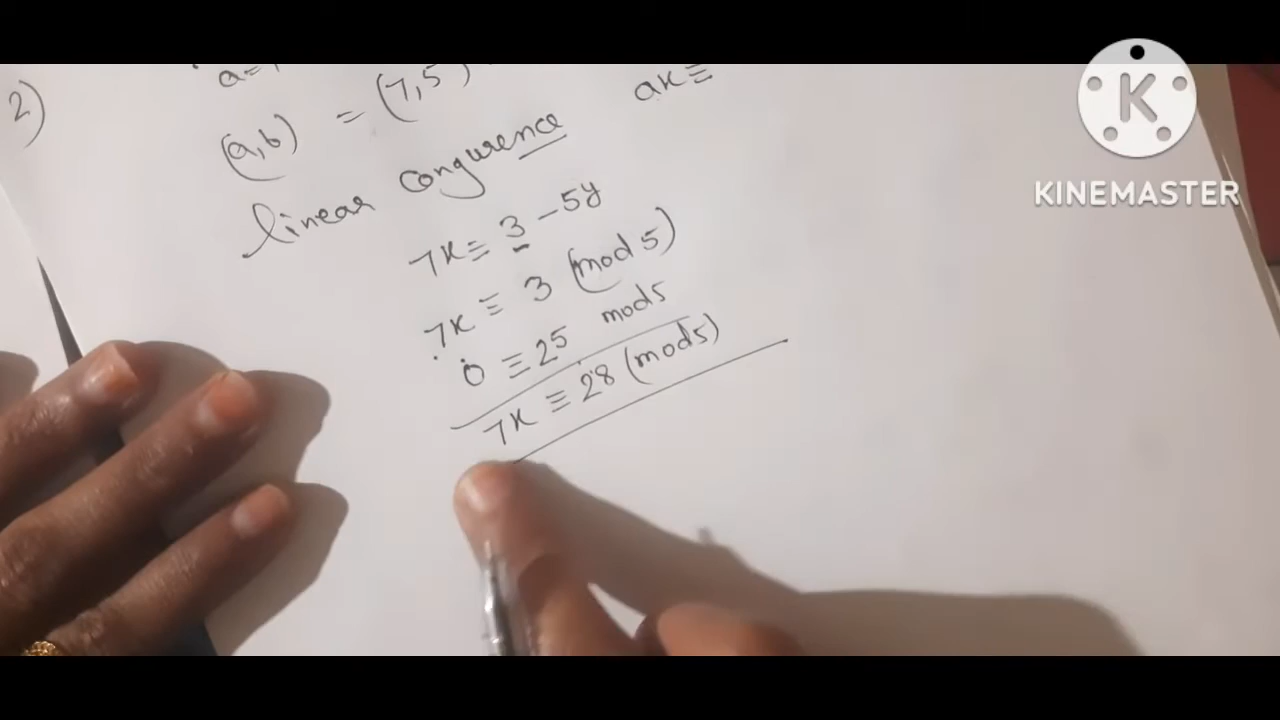 2)
(a,b) = (7,5)
ax≡
linear congurence
7x ≡ 3 - 5y
7x ≡ 3 (mod 5)
0 ≡ 25 mod5
7x ≡ 28 (mod5)
K
KINEMASTER